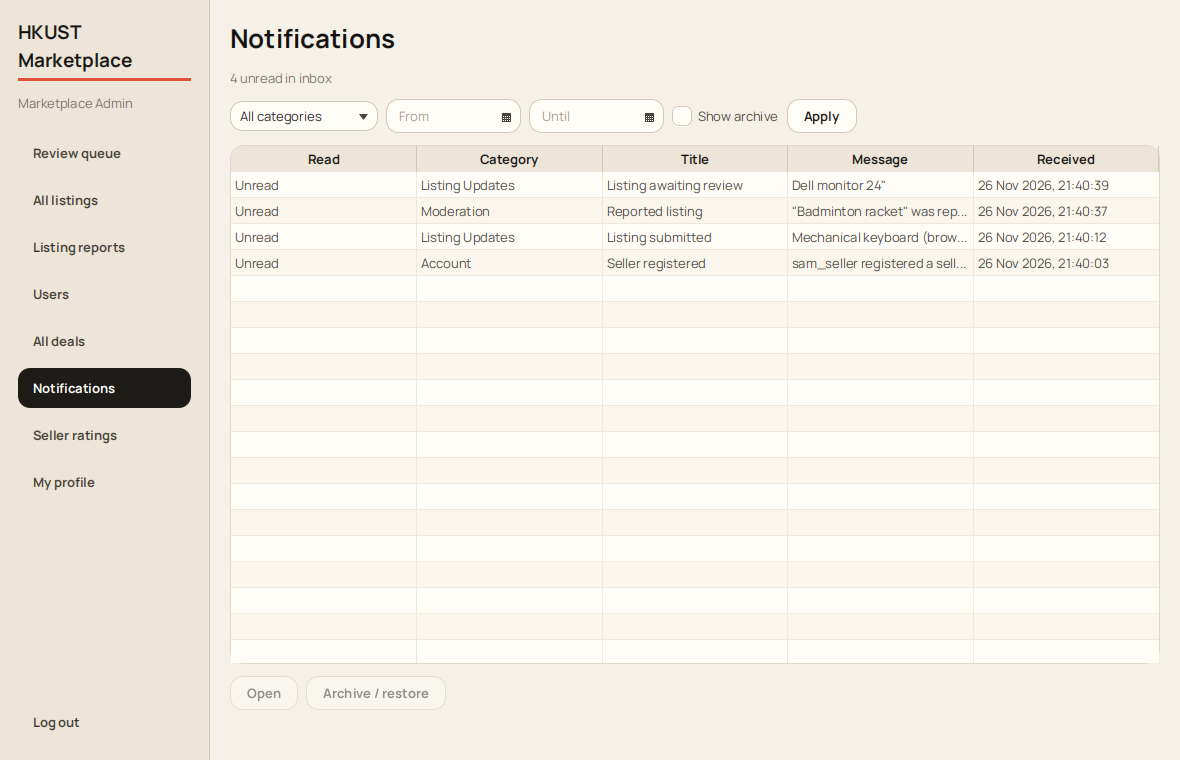 HKUST
Marketplace
Marketplace Admin
Review queue
All listings
Listing reports
Users
All deals
Notifications
Seller ratings
My profile
Log out
Notifications
4 unread in inbox
All categories From Until Show archive Apply
Read Category Title Message Received
Unread Listing Updates Listing awaiting review Dell monitor 24" 26 Nov 2026, 21:40:39
Unread Moderation Reported listing "Badminton racket" was rep... 26 Nov 2026, 21:40:37
Unread Listing Updates Listing submitted Mechanical keyboard (brow... 26 Nov 2026, 21:40:12
Unread Account Seller registered sam_seller registered a sell... 26 Nov 2026, 21:40:03
Open Archive / restore